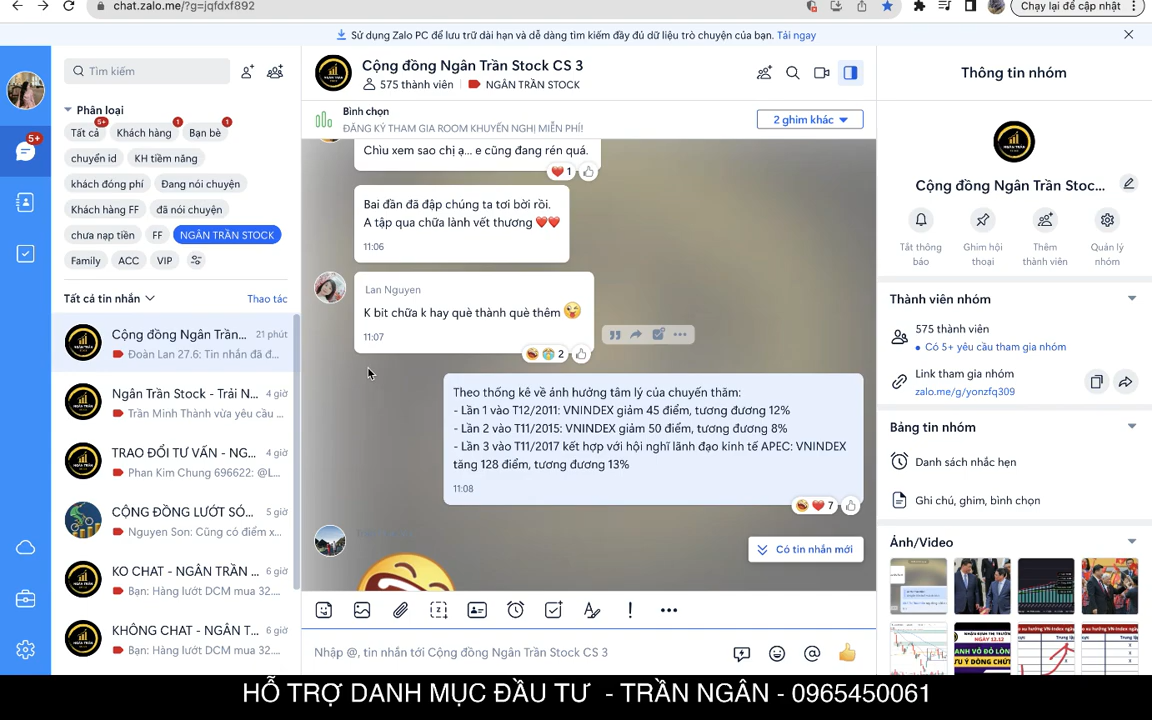 chat.zalo.me/?g=jqfdxf892
Chạy lại để cập nhật
Sử dụng Zalo PC để lưu trữ dài hạn và dễ dàng tìm kiếm đầy đủ dữ liệu trò chuyện của bạn. Tải ngay
Tìm kiếm
Phân loại
Tất cả 5+
Khách hàng 1
Bạn bè 1
chuyển id
KH tiềm năng
khách đóng phí
Đang nói chuyện
Khách hàng FF
đã nói chuyện
chưa nạp tiền
FF
NGÂN TRẦN STOCK
Family
ACC
VIP
5+
Tất cả tin nhắn
Thao tác
Cộng đồng Ngân Trần... 21 phút
Đoàn Lan 27.6: Tin nhắn đã đ...
Ngân Trần Stock - Trải N... 4 giờ
Trần Minh Thành vừa yêu cầu ...
TRAO ĐỔI TƯ VẤN - NG... 4 giờ
Phan Kim Chung 696622: @L...
CỘNG ĐỒNG LƯỚT SÓ... 5 giờ
Nguyen Son: Cũng có điểm x...
KO CHAT - NGÂN TRẦN ... 6 giờ
Bạn: Hàng lướt DCM mua 32....
KHÔNG CHAT - NGÂN T... 6 giờ
Bạn: Hàng lướt DCM mua 32....
Cộng đồng Ngân Trần Stock CS 3
575 thành viên
NGÂN TRẦN STOCK
Bình chọn
ĐĂNG KÝ THAM GIA ROOM KHUYẾN NGHỊ MIỄN PHÍ!
2 ghim khác
Chìu xem sao chị ạ... e cũng đang rén quá.
1
Bai đần đã đập chúng ta tơi bời rồi.
A tập qua chữa lành vết thương
11:06
Lan Nguyen
K bit chữa k hay què thành què thêm
11:07
2
Theo thống kê về ảnh hưởng tâm lý của chuyến thăm:
- Lần 1 vào T12/2011: VNINDEX giảm 45 điểm, tương đương 12%
- Lần 2 vào T11/2015: VNINDEX giảm 50 điểm, tương đương 8%
- Lần 3 vào T11/2017 kết hợp với hội nghĩ lãnh đạo kinh tế APEC: VNINDEX
tăng 128 điểm, tương đương 13%
11:08
7
Có tin nhắn mới
Nhập @, tin nhắn tới Cộng đồng Ngân Trần Stock CS 3
Thông tin nhóm
Cộng đồng Ngân Trần Stoc...
Tắt thông
báo
Ghim hội
thoại
Thêm
thành viên
Quản lý
nhóm
Thành viên nhóm
575 thành viên
Có 5+ yêu cầu tham gia nhóm
Link tham gia nhóm
zalo.me/g/yonzfq309
Bảng tin nhóm
Danh sách nhắc hẹn
Ghi chú, ghim, bình chọn
Ảnh/Video
HỖ TRỢ DANH MỤC ĐẦU TƯ - TRẦN NGÂN - 0965450061